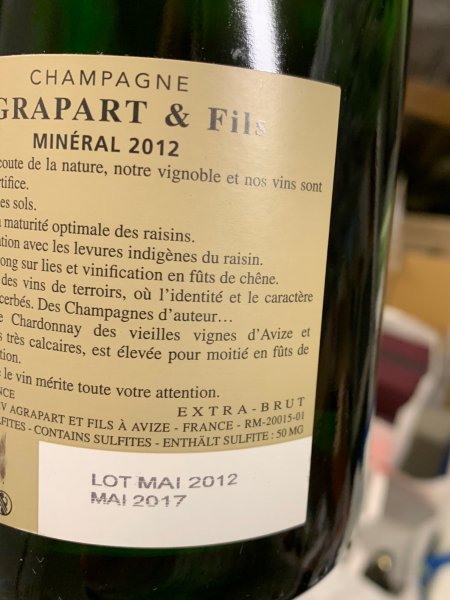 CHAMPAGNE
GRAPART & Fils
MINÉRAL 2012
coute de la nature, notre vignoble et nos vins sont
rtifice.
es sols.
maturité optimale des raisins.
ation avec les levures indigènes du raisin.
ong sur lies et vinification en fûts de chêne.
des vins de terroirs, où l'identité et le caractère
cerbés. Des Champagnes d'auteur…
e Chardonnay des vieilles vignes d'Avize et
s très calcaires, est élevée pour moitié en fûts de
tion.
le vin mérite toute votre attention.
EXTRA-BRUT
NCE
V AGRAPART ET FILS À AVIZE - FRANCE - RM-20015-01
LFITES - CONTAINS SULFITES - ENTHÄLT SULFITE : 50 MG
LOT MAI 2012
MAI 2017